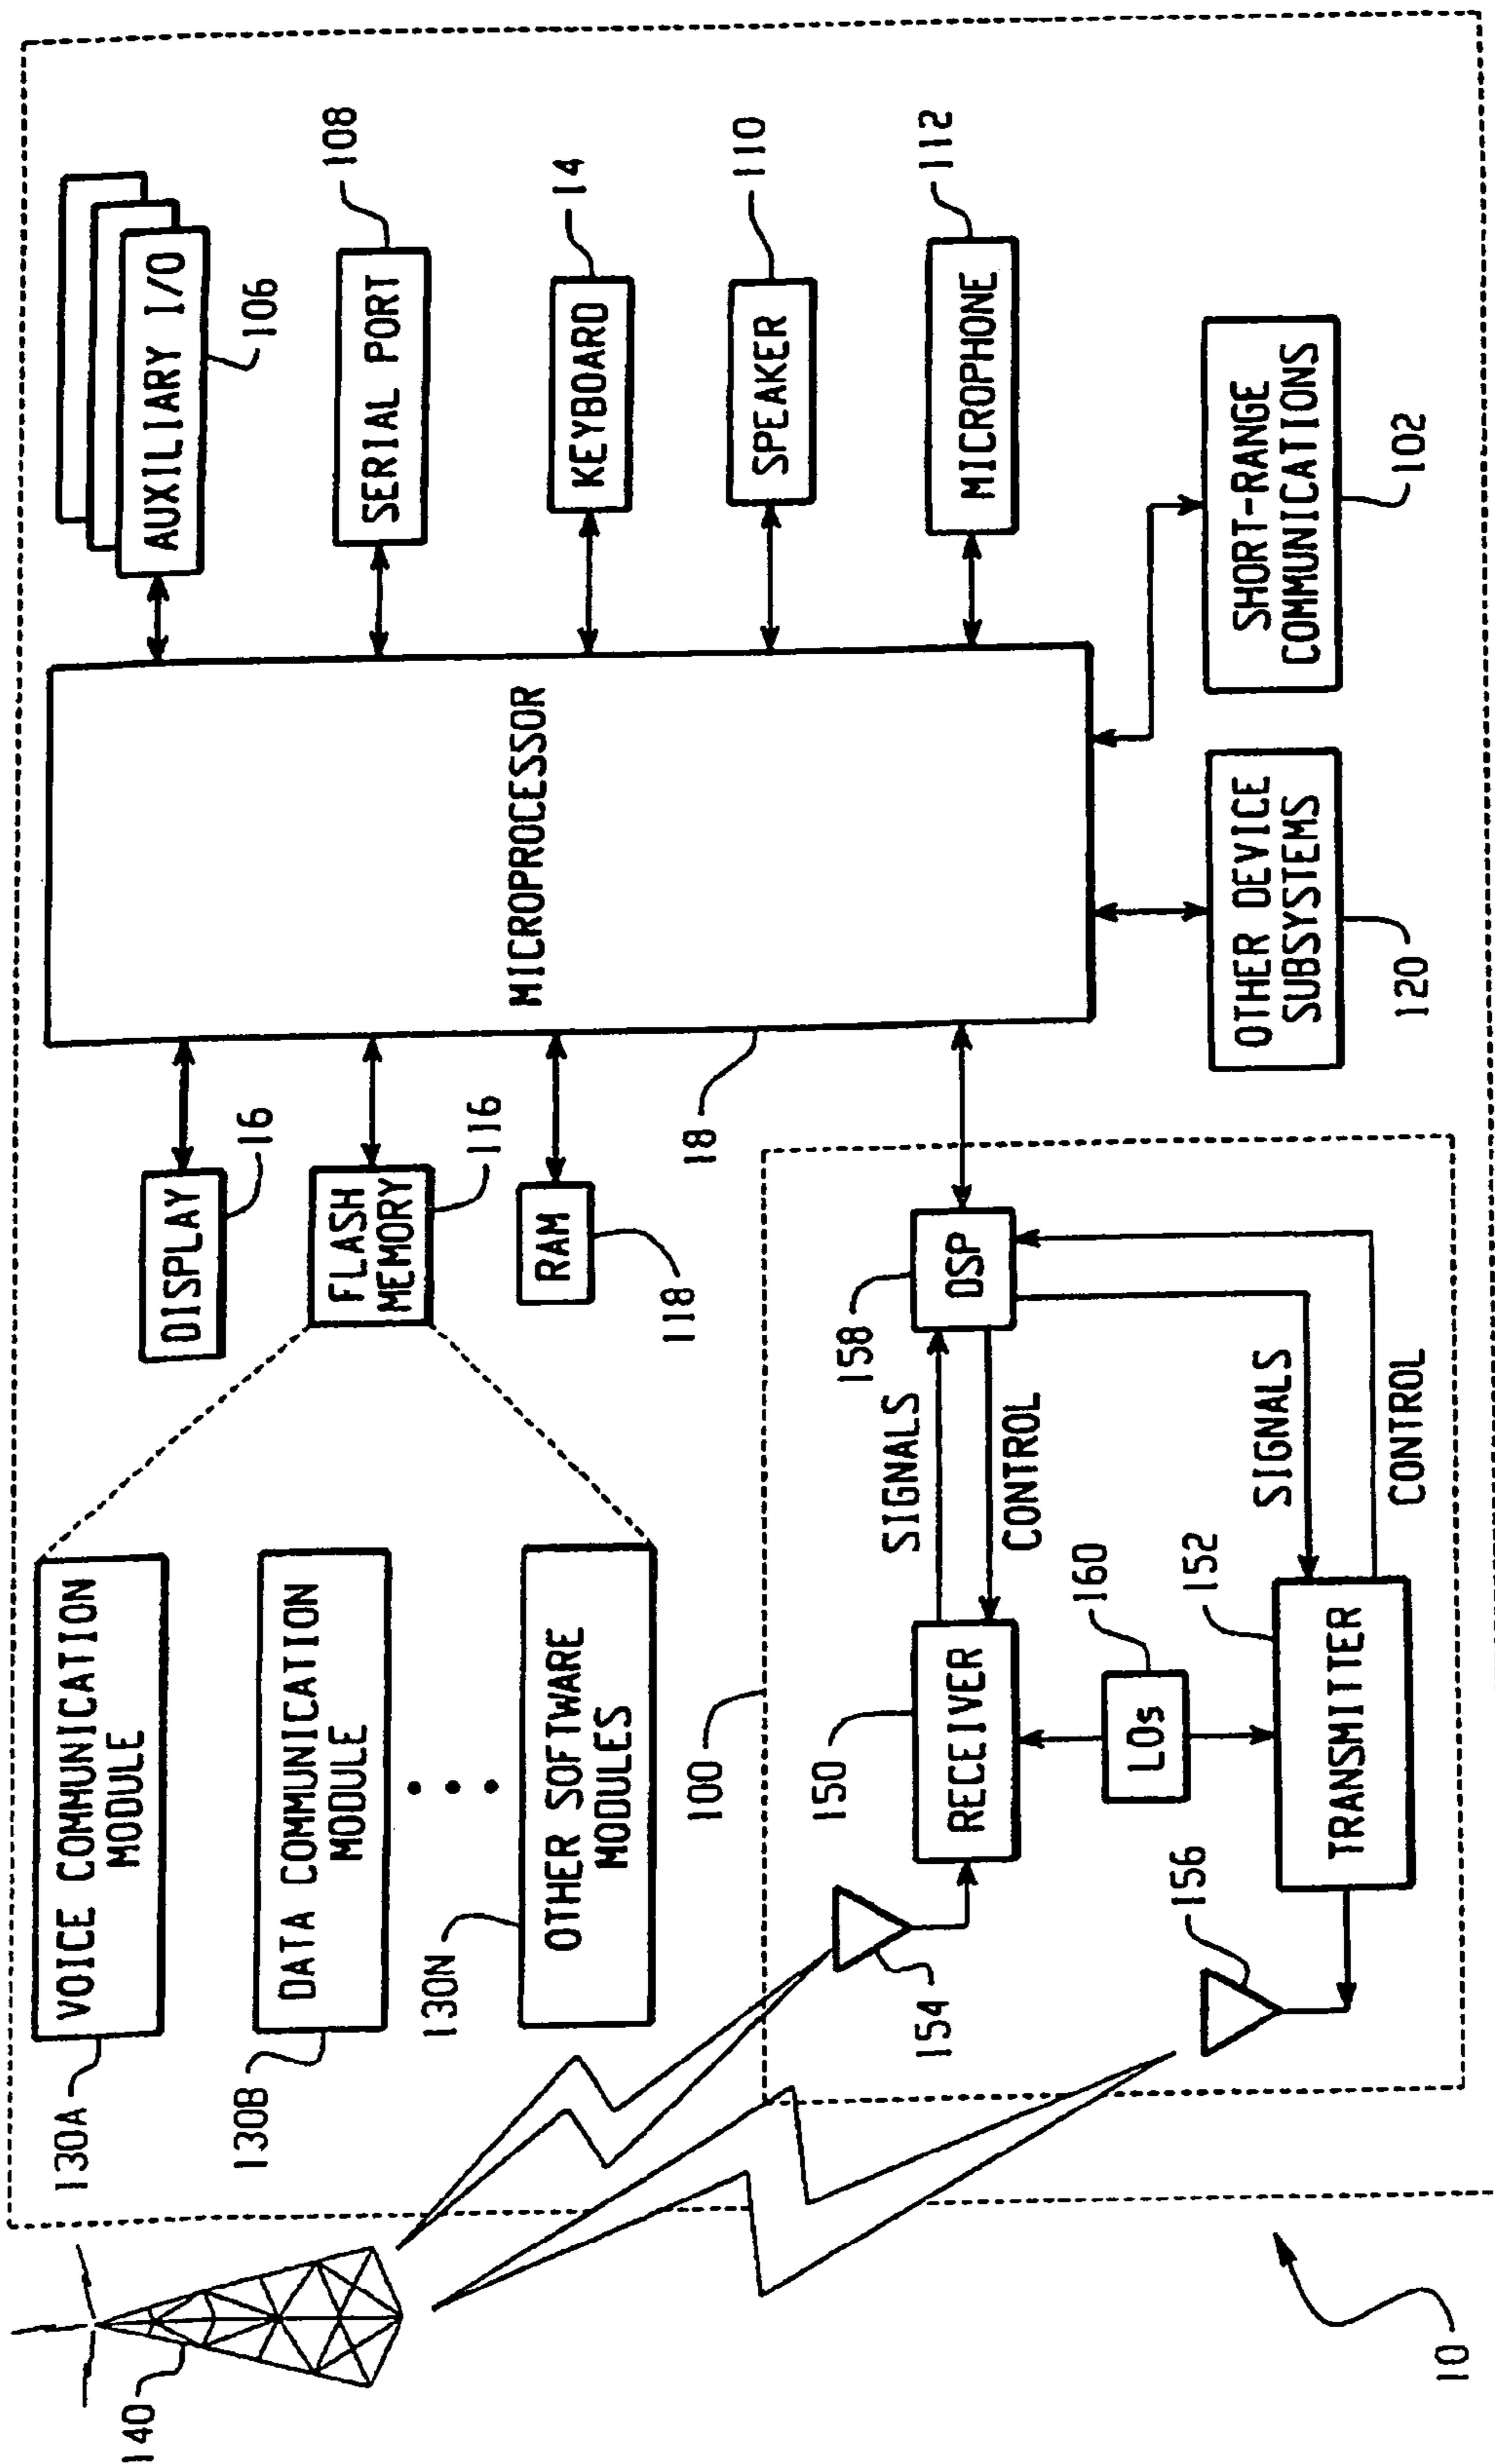 140
130A
VOICE COMMUNICATION
MODULE
130B
DATA COMMUNICATION
MODULE
130N
OTHER SOFTWARE
MODULES
DISPLAY
16
FLASH
MEMORY
116
RAM
118
MICROPROCESSOR
18
AUXILIARY I/O
106
SERIAL PORT
108
KEYBOARD
14
SPEAKER
110
MICROPHONE
112
SHORT-RANGE
COMMUNICATIONS
102
OTHER DEVICE
SUBSYSTEMS
120
100
154
150
RECEIVER
SIGNALS
CONTROL
158
DSP
160
LOs
156
152
TRANSMITTER
SIGNALS
CONTROL
10